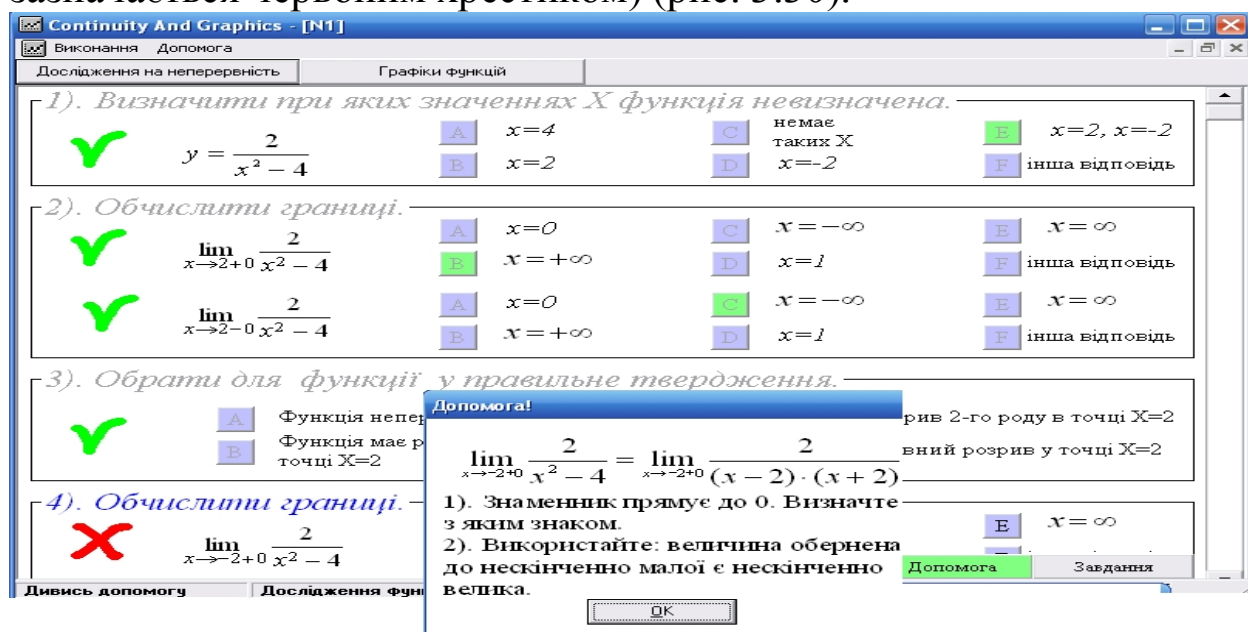 зазначається червоним хрестиком) (рис. 3.30).
Continuity And Graphics - [N1]
Виконання Допомога
Дослідження на неперервність Графіки функцій
1). Визначити при яких значеннях X функція невизначена.
y = 2 / (x² − 4)
A x=4 C немає таких X E x=2, x=-2
B x=2 D x=-2 F інша відповідь
2). Обчислити границі.
lim x→2+0 2 / (x² − 4)
A x=0 C x=−∞ E x=∞
B x=+∞ D x=1 F інша відповідь
lim x→2−0 2 / (x² − 4)
A x=0 C x=−∞ E x=∞
B x=+∞ D x=1 F інша відповідь
3). Обрати для функції у правильне твердження.
A Функція непер
рив 2-го роду в точці X=2
B Функція має р
точці X=2
вний розрив у точці X=2
4). Обчислити границі.
lim x→−2+0 2 / (x² − 4)
E x=∞
Допомога!
lim x→−2+0 2 / (x² − 4) = lim x→−2+0 2 / ((x − 2) · (x + 2))
1). Знаменник прямує до 0. Визначте
з яким знаком.
2). Використайте: величина обернена
до нескінченно малої є нескінченно
велика.
OK
Допомога Завдання
Дивись допомогу Дослідження фун